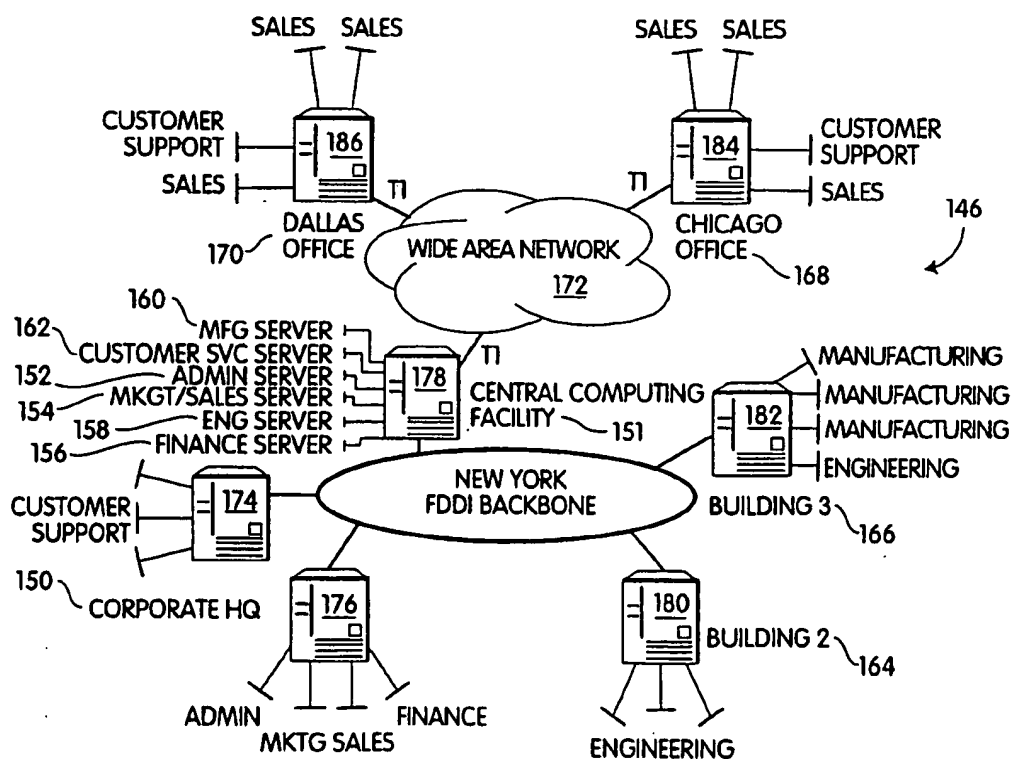 SALES SALES
SALES SALES
CUSTOMER
SUPPORT
186
SALES
T1
DALLAS
OFFICE
170
184
CUSTOMER
SUPPORT
SALES
T1
CHICAGO
OFFICE
168
146
WIDE AREA NETWORK
172
160
MFG SERVER
162
CUSTOMER SVC SERVER
152
ADMIN SERVER
154
MKGT/SALES SERVER
158
ENG SERVER
156
FINANCE SERVER
178
T1
CENTRAL COMPUTING
FACILITY
151
MANUFACTURING
MANUFACTURING
182
MANUFACTURING
ENGINEERING
BUILDING 3
166
NEW YORK
FDDI BACKBONE
174
CUSTOMER
SUPPORT
150
CORPORATE HQ
176
ADMIN
FINANCE
MKTG SALES
180
BUILDING 2
164
ENGINEERING